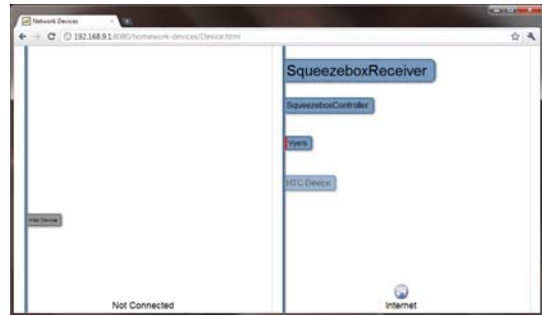 Network Devices
192.168.9.1:8080/homework-devices/Device.html
SqueezeboxReceiver
SqueezeboxController
Vyers
HTC Device
Intel Device
Not Connected
Internet